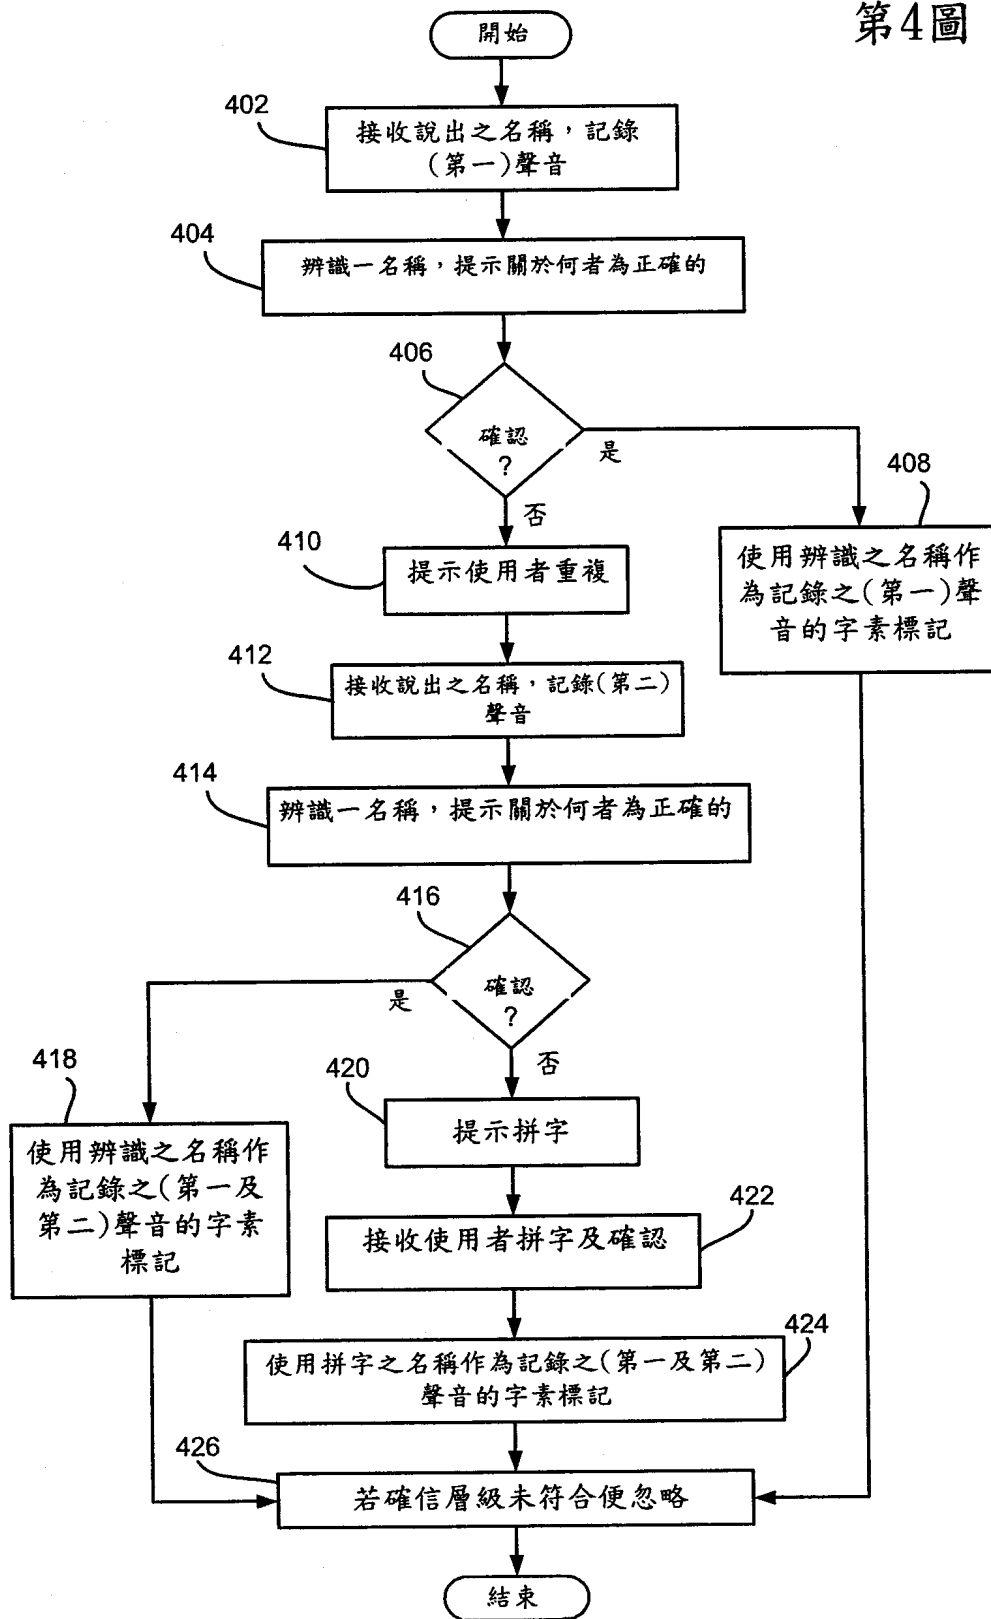 第4圖
開始
402
接收說出之名稱，記錄
(第一)聲音
404
辨識一名稱，提示關於何者為正確的
406
確認
?
是
否
408
使用辨識之名稱作
為記錄之(第一)聲
音的字素標記
410
提示使用者重複
412
接收說出之名稱，記錄(第二)
聲音
414
辨識一名稱，提示關於何者為正確的
416
確認
?
是
否
418
使用辨識之名稱作
為記錄之(第一及
第二)聲音的字素
標記
420
提示拼字
422
接收使用者拼字及確認
424
使用拼字之名稱作為記錄之(第一及第二)
聲音的字素標記
426
若確信層級未符合便忽略
結束